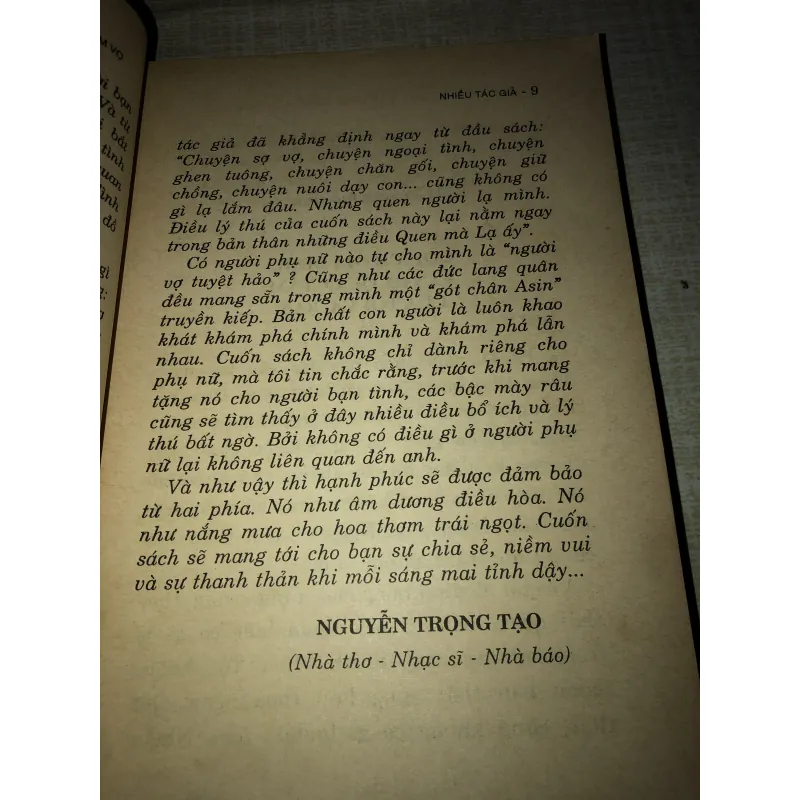 M VỌ
bạn
Và từ
bất
tình
quan
tình
đồ
gì
NHIỀU TÁC GIẢ - 9
tác giả đã khẳng định ngay từ đầu sách:
“Chuyện sợ vợ, chuyện ngoại tình, chuyện
ghen tuông, chuyện chăn gối, chuyện giữ
chồng, chuyện nuôi dạy con... cũng không có
gì lạ lắm đâu. Nhưng quen người lạ mình.
Điều lý thú của cuốn sách này lại nằm ngay
trong bản thân những điều Quen mà Lạ ấy”.
Có người phụ nữ nào tự cho mình là “người
vợ tuyệt hảo” ? Cũng như các đức lang quân
đều mang sẵn trong mình một “gót chân Asin”
truyền kiếp. Bản chất con người là luôn khao
khát khám phá chính mình và khám phá lẫn
nhau. Cuốn sách không chỉ dành riêng cho
phụ nữ, mà tôi tin chắc rằng, trước khi mang
tặng nó cho người bạn tình, các bậc mày râu
cũng sẽ tìm thấy ở đây nhiều điều bổ ích và lý
thú bất ngờ. Bởi không có điều gì ở người phụ
nữ lại không liên quan đến anh.
Và như vậy thì hạnh phúc sẽ được đảm bảo
từ hai phía. Nó như âm dương điều hòa. Nó
như nắng mưa cho hoa thơm trái ngọt. Cuốn
sách sẽ mang tới cho bạn sự chia sẻ, niềm vui
và sự thanh thản khi mỗi sáng mai tỉnh dậy...
NGUYỄN TRỌNG TẠO
(Nhà thơ - Nhạc sĩ - Nhà báo)